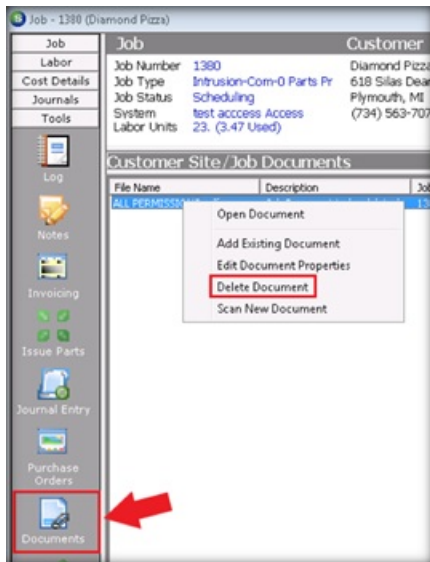 Job - 1380 (Diamond Pizza)
Job
Labor
Cost Details
Journals
Tools
Log
Notes
Invoicing
Issue Parts
Journal Entry
Purchase
Orders
Documents
Job
Customer
Job Number 1380
Diamond Pizza
Job Type Intrusion-Com-0 Parts Pr
618 Silas Dear
Job Status Scheduling
Plymouth, MI
System test acccess Access
(734) 563-707
Labor Units 23. (3.47 Used)
Customer Site/Job Documents
File Name Description Job
ALL PERMISSION
Open Document
Add Existing Document
Edit Document Properties
Delete Document
Scan New Document